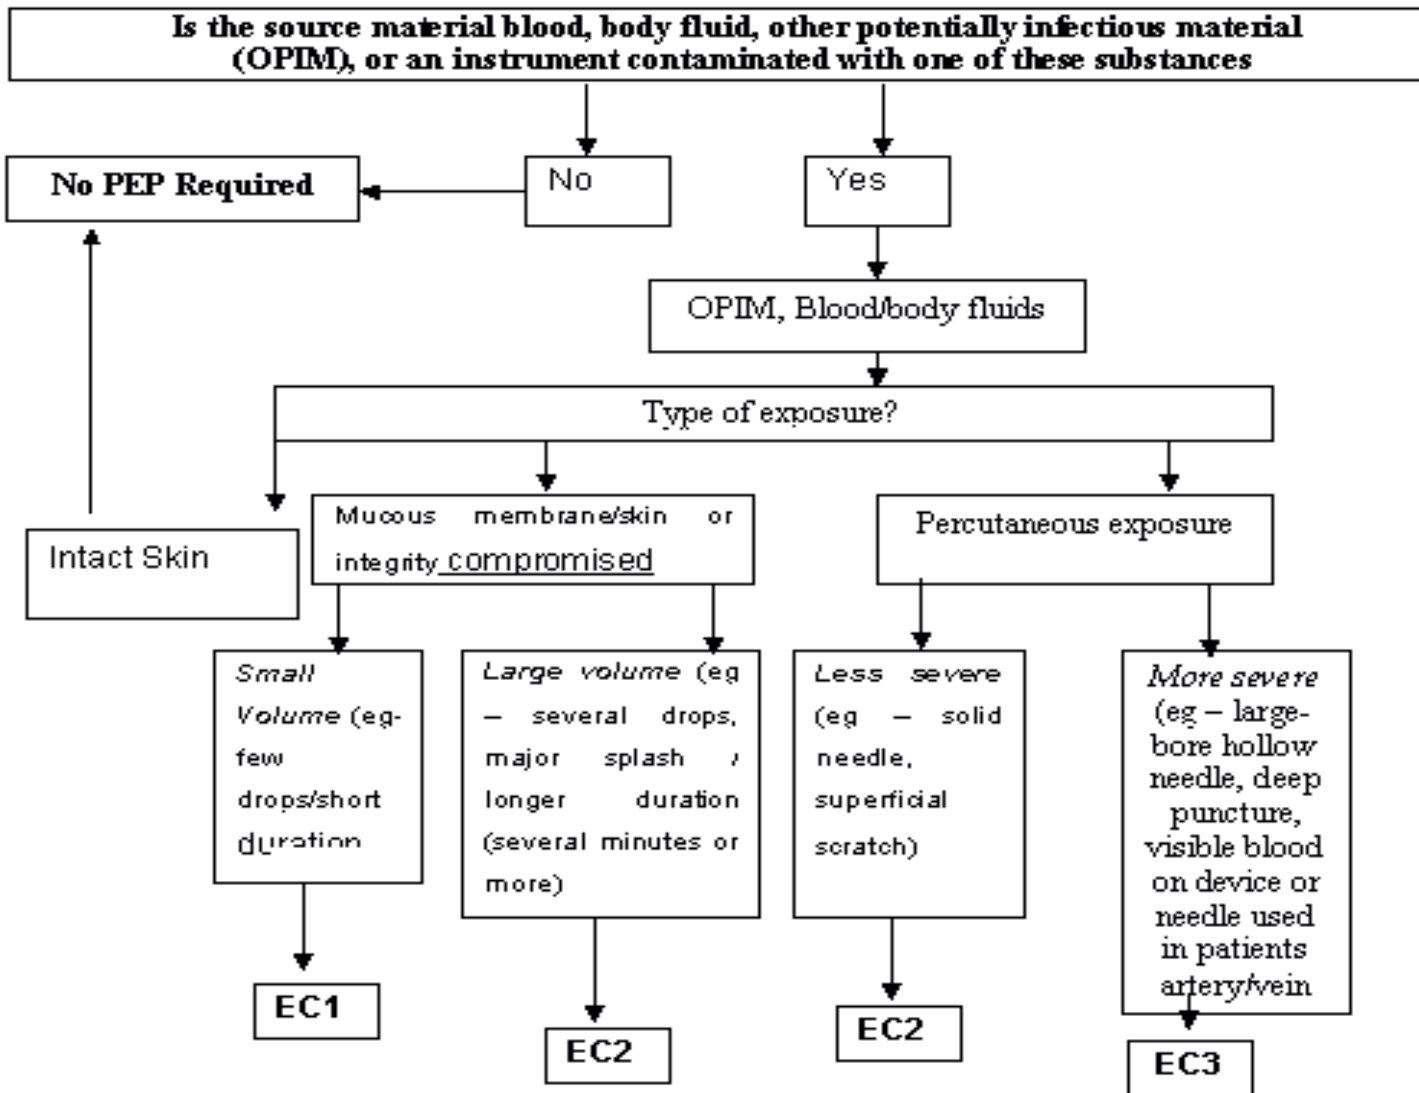 Is the source material blood, body fluid, other potentially infectious material
(OPIM), or an instrument contaminated with one of these substances
No PEP Required
No
Yes
OPIM, Blood/body fluids
Type of exposure?
Intact Skin
Mucous membrane/skin or
integrity compromised
Percutaneous exposure
Small
Volume (eg-
few
drops/short
duration
Large volume (eg
– several drops,
major splash /
longer duration
(several minutes or
more)
Less severe
(eg – solid
needle,
superficial
scratch)
More severe
(eg – large-
bore hollow
needle, deep
puncture,
visible blood
on device or
needle used
in patients
artery/vein
EC1
EC2
EC2
EC3